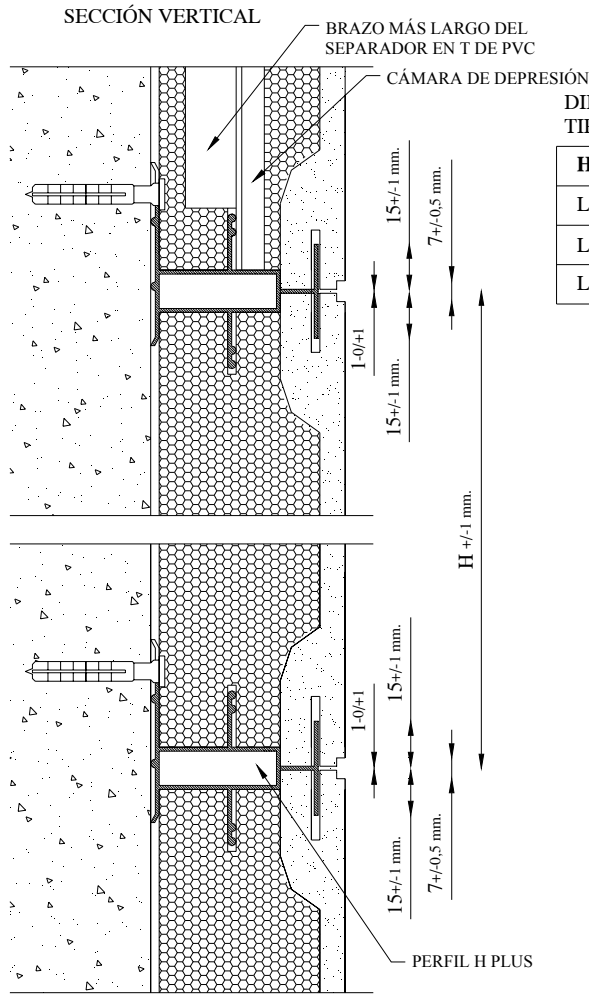 SECCIÓN VERTICAL
BRAZO MÁS LARGO DEL
SEPARADOR EN T DE PVC
CÁMARA DE DEPRESIÓN
H
L
L
L
15+/-1 mm.
7+/-0,5 mm.
1-0/+1
15+/-1 mm.
H +/-1 mm.
15+/-1 mm.
1-0/+1
15+/-1 mm.
7+/-0,5 mm.
PERFIL H PLUS